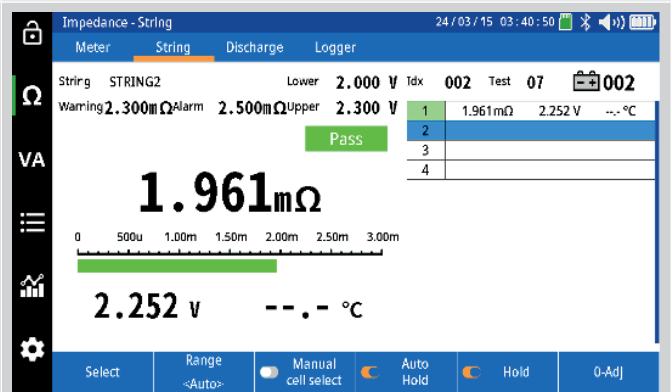 Impedance - String 24/03/15 03:40:50
Meter String Discharge Logger
String STRING2 Lower 2.000 V Idx 002 Test 07 002
Warning 2.300mΩ Alarm 2.500mΩ Upper 2.300 V
1 1.961mΩ 2.252 V --.- °C
Pass
2
3
4
Ω
VA
1.961mΩ
0 500u 1.00m 1.50m 2.00m 2.50m 3.00m
2.252 V --.- °C
Select Range <Auto> Manual cell select Auto Hold Hold 0-Adj